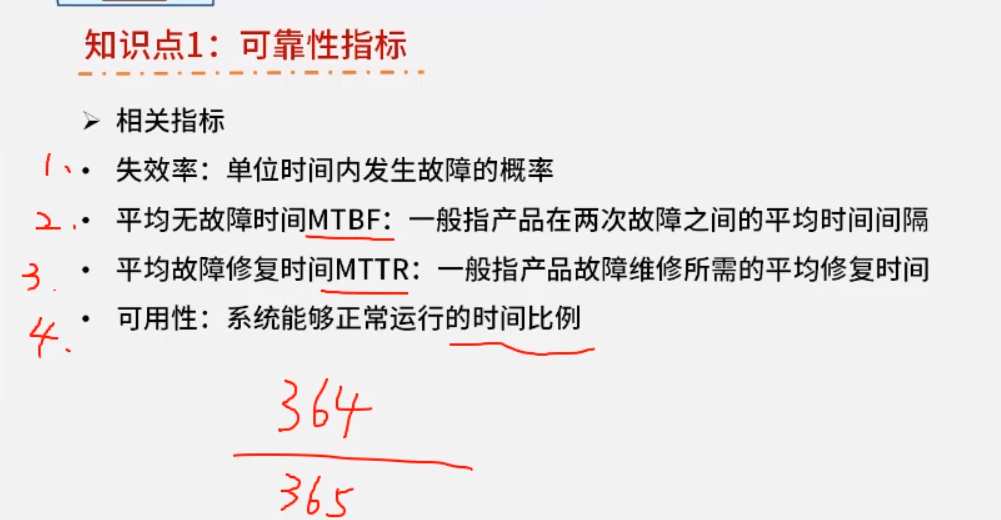 知识点1：可靠性指标
➢ 相关指标
1、• 失效率：单位时间内发生故障的概率
2.• 平均无故障时间MTBF：一般指产品在两次故障之间的平均时间间隔
3.• 平均故障修复时间MTTR：一般指产品故障维修所需的平均修复时间
4.• 可用性：系统能够正常运行的时间比例
364
365